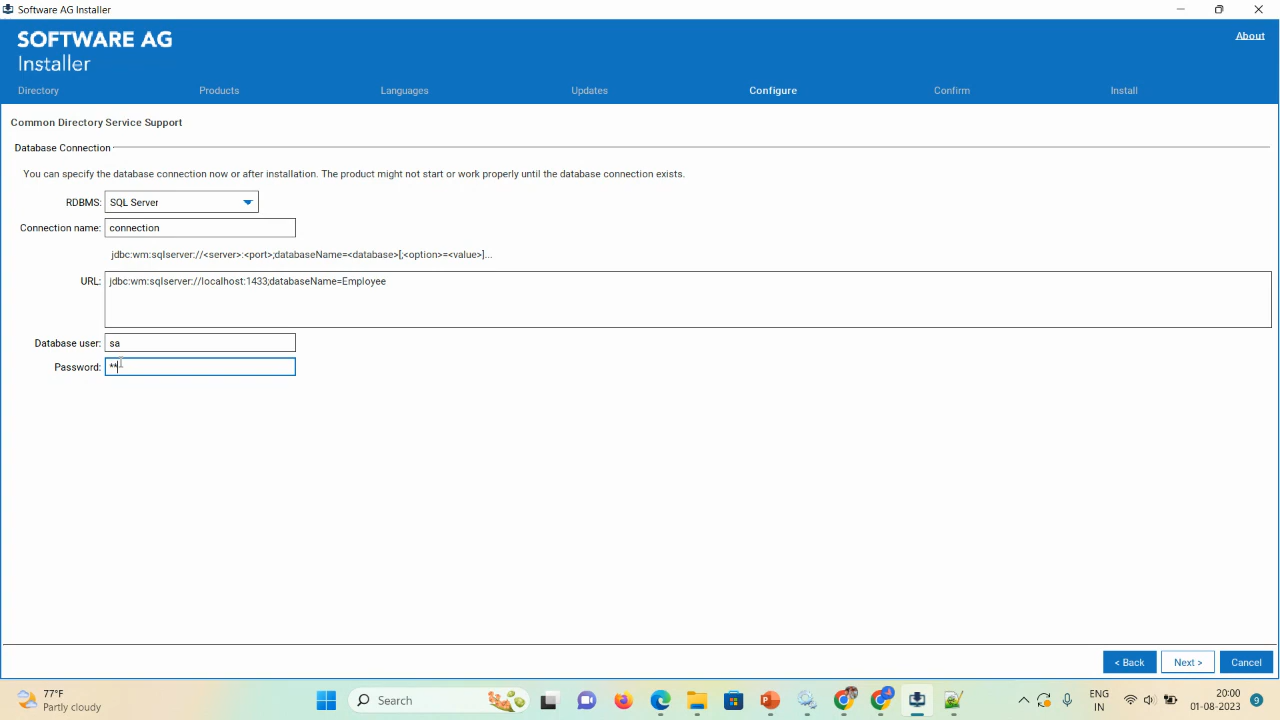 Software AG Installer
SOFTWARE AG
Installer
About
Directory Products Languages Updates Configure Confirm Install
Common Directory Service Support
Database Connection
You can specify the database connection now or after installation. The product might not start or work properly until the database connection exists.
RDBMS: SQL Server
Connection name: connection
jdbc:wm:sqlserver://<server>:<port>;databaseName=<database>[;<option>=<value>]...
URL: jdbc:wm:sqlserver://localhost:1433;databaseName=Employee
Database user: sa
Password: **
< Back Next > Cancel
77°F
Partly cloudy
Search
ENG
IN
20:00
01-08-2023
9